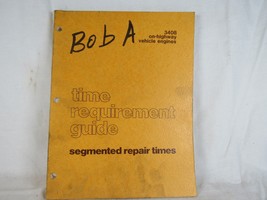 Bob A
3406
on-highway
vehicle engines
time
requirement
guide
segmented repair times